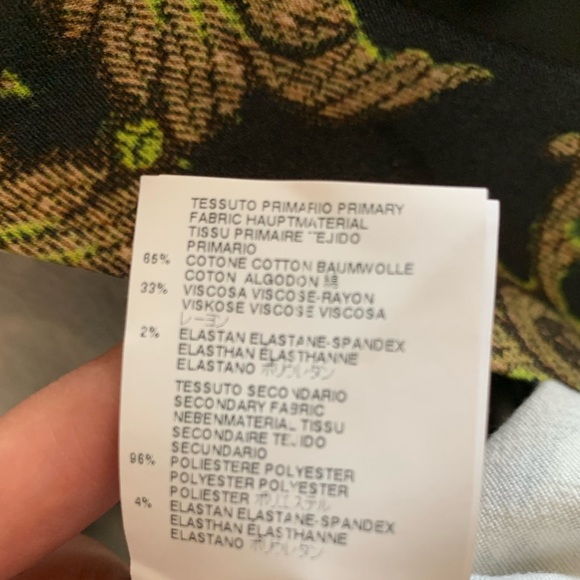 TESSUTO PRIMARIO PRIMARY
FABRIC HAUPTMATERIAL
TISSU PRIMAIRE TEJIDO
PRIMARIO
65% COTONE COTTON BAUMWOLLE
COTON ALGODON 綿
33% VISCOSA VISCOSE-RAYON
VISKOSE VISCOSE VISCOSA
レーヨン
2% ELASTAN ELASTANE-SPANDEX
ELASTHAN ELASTHANNE
ELASTANO ポリウレタン
TESSUTO SECONDARIO
SECONDARY FABRIC
NEBENMATERIAL TISSU
SECONDAIRE TEJIDO
SECUNDARIO
96% POLIESTERE POLYESTER
POLYESTER POLYESTER
POLIESTER ポリエステル
4% ELASTAN ELASTANE-SPANDEX
ELASTHAN ELASTHANNE
ELASTANO ポリウレタン